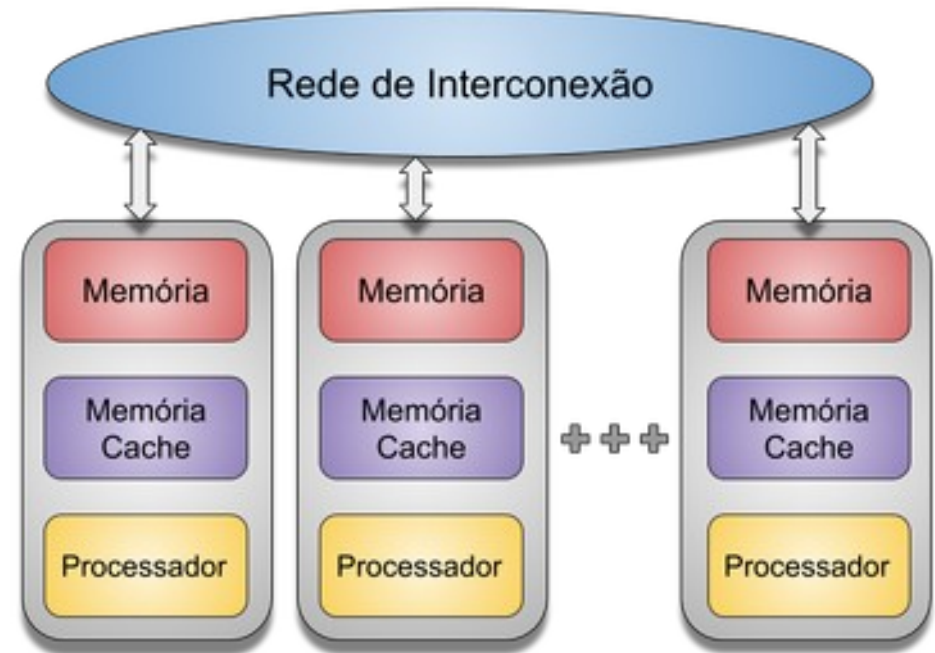 Rede de Interconexão
Memória
Memória
Cache
Processador
Memória
Memória
Cache
Processador
Memória
Memória
Cache
Processador